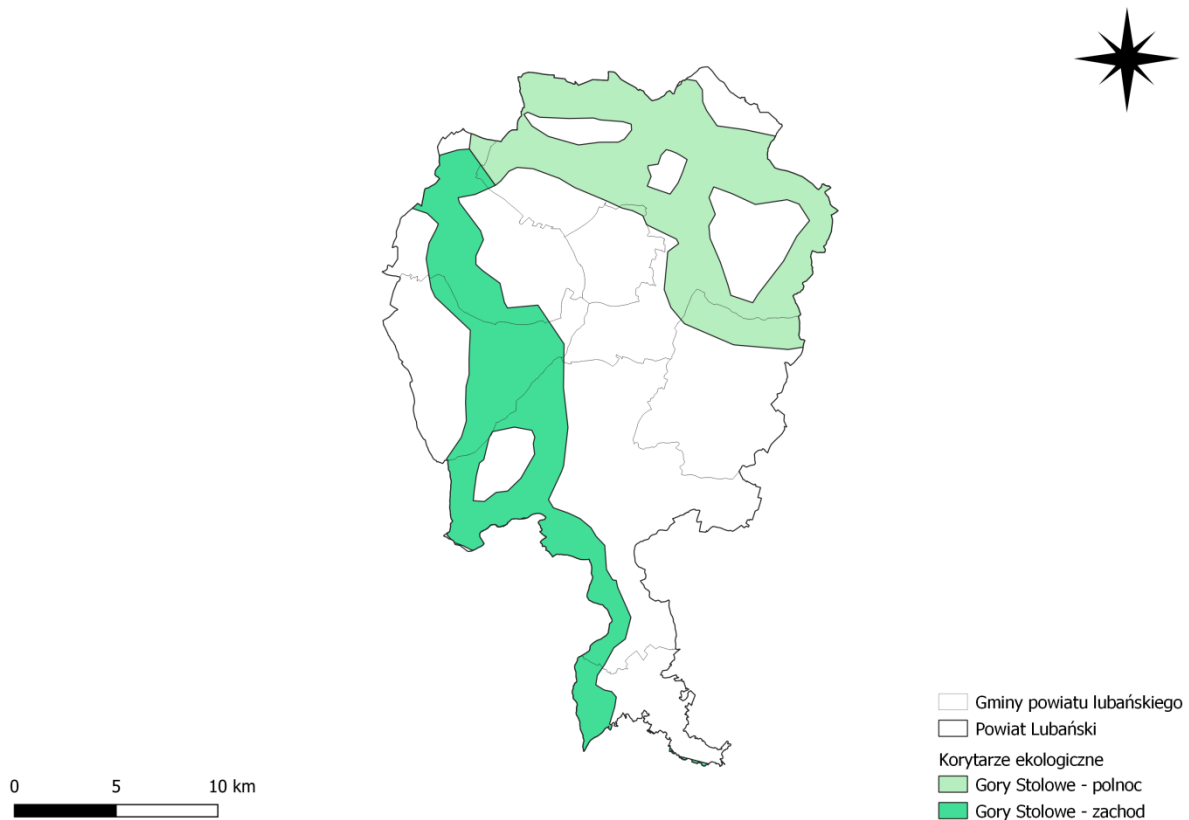 Gminy powiatu lubańskiego
Powiat Lubański
Korytarze ekologiczne
Gory Stolowe - polnoc
Gory Stolowe - zachod
0 5 10 km